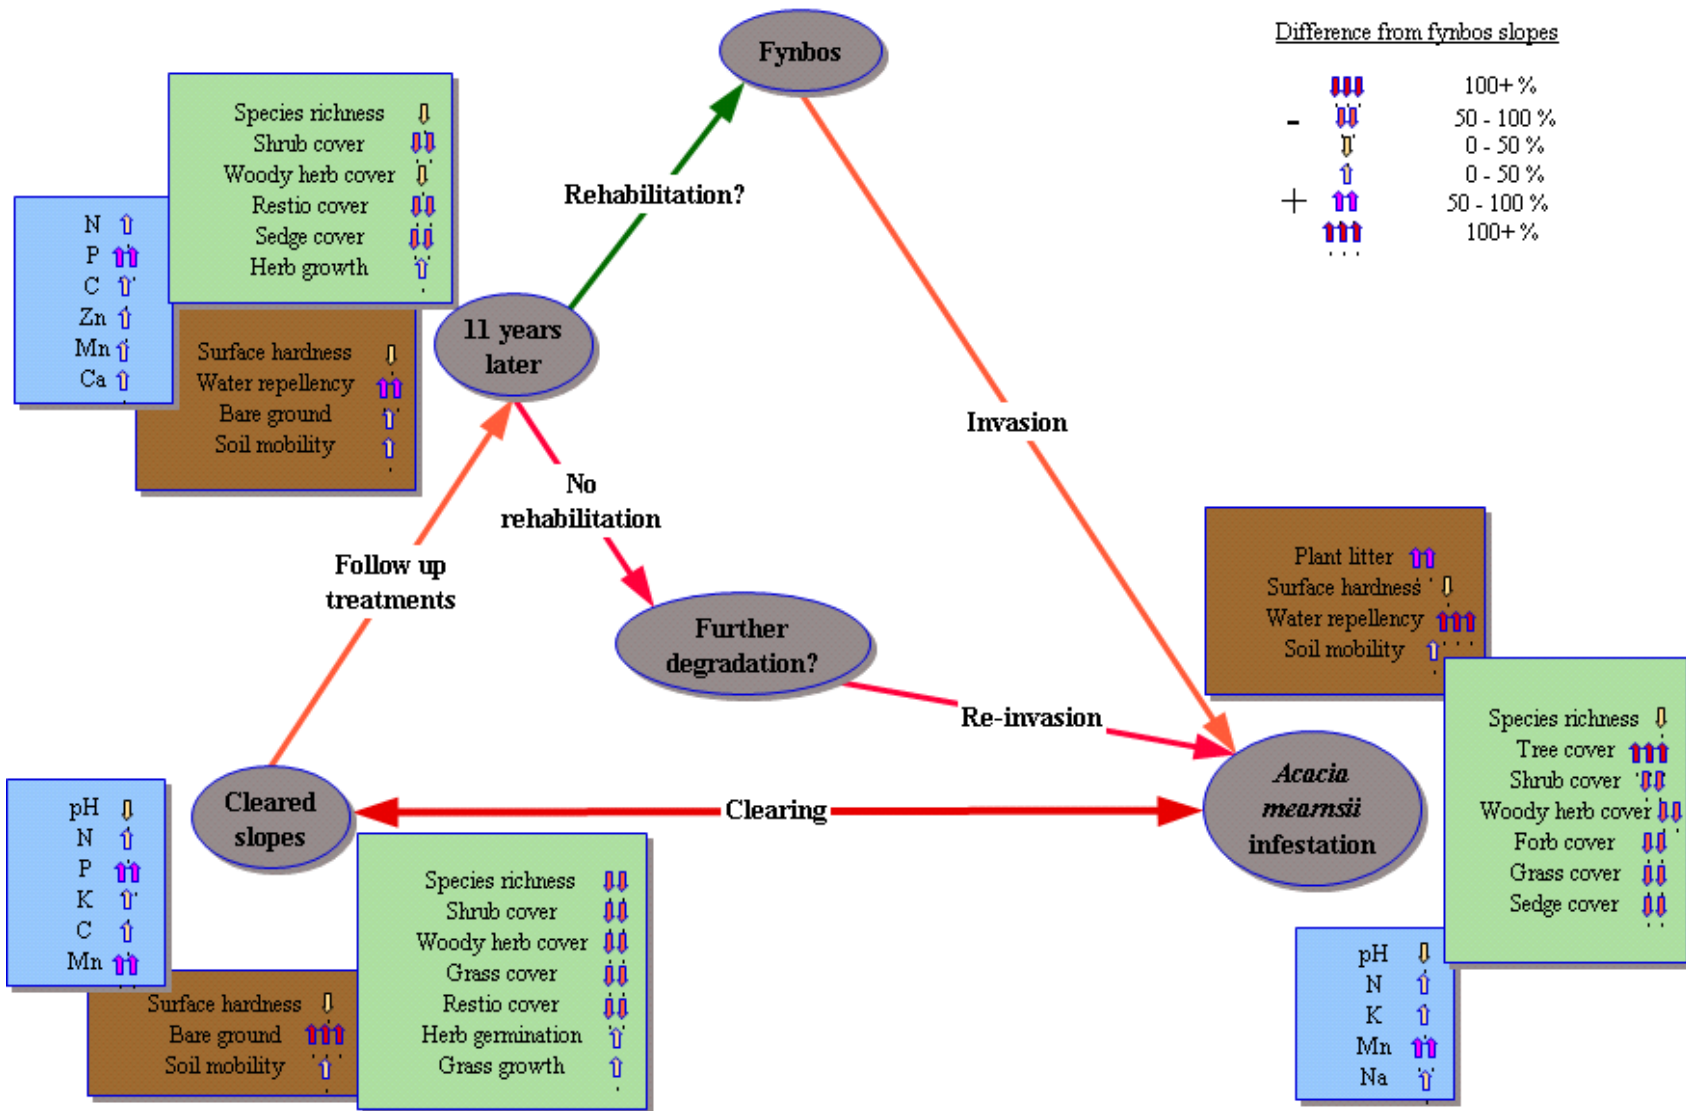 Fynbos
Difference from fynbos slopes
100+ %
- 50 - 100 %
0 - 50 %
0 - 50 %
+ 50 - 100 %
100+ %
Species richness
Shrub cover
Woody herb cover
Restio cover
Sedge cover
Herb growth
N
P
C
Zn
Mn
Ca
Surface hardness
Water repellency
Bare ground
Soil mobility
Rehabilitation?
11 years
later
Invasion
No
rehabilitation
Follow up
treatments
Further
degradation?
Re-invasion
Plant litter
Surface hardness
Water repellency
Soil mobility
Species richness
Tree cover
Shrub cover
Woody herb cover
Forb cover
Grass cover
Sedge cover
Acacia
mearnsii
infestation
Clearing
Cleared
slopes
pH
N
P
K
C
Mn
Surface hardness
Bare ground
Soil mobility
Species richness
Shrub cover
Woody herb cover
Grass cover
Restio cover
Herb germination
Grass growth
pH
N
K
Mn
Na